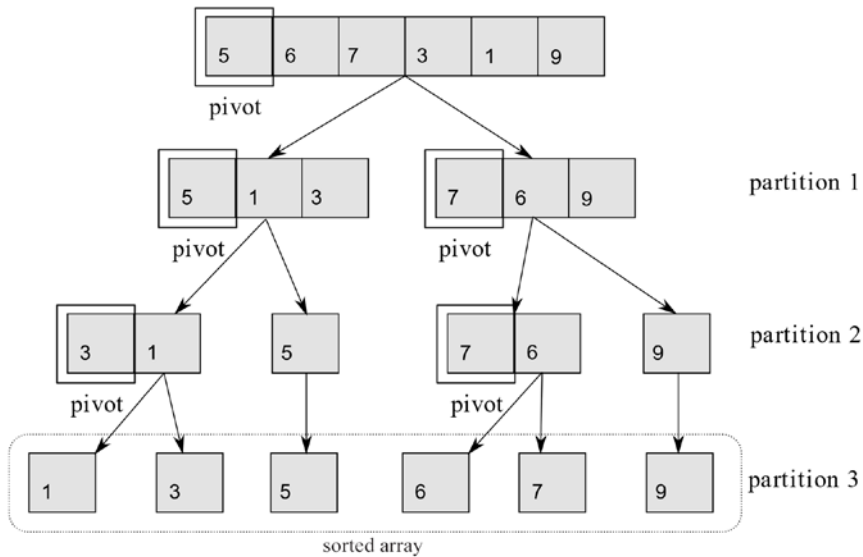 5 6 7 3 1 9
pivot
5 1 3 7 6 9 partition 1
pivot pivot
3 1 5 7 6 9 partition 2
pivot pivot
1 3 5 6 7 9 partition 3
sorted array